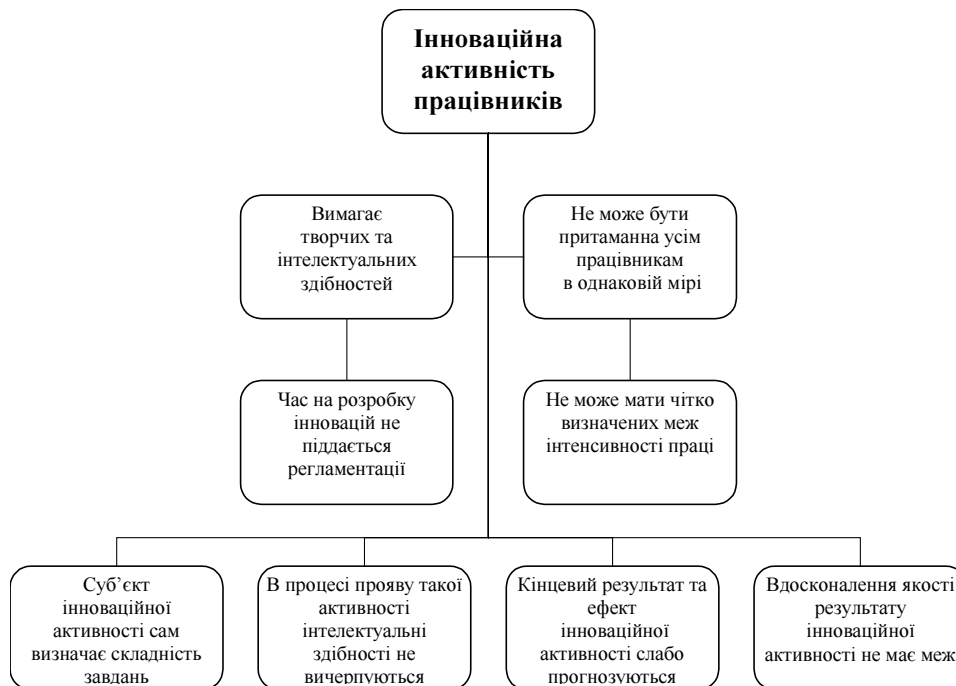 Інноваційна
активність
працівників
Вимагає
творчих та
інтелектуальних
здібностей
Не може бути
притаманна усім
працівникам
в однаковій мірі
Час на розробку
інновацій не
піддається
регламентації
Не може мати чітко
визначених меж
інтенсивності праці
Суб’єкт
інноваційної
активності сам
визначає складність
завдань
В процесі прояву такої
активності
інтелектуальні
здібності не
вичерпуються
Кінцевий результат та
ефект
інноваційної
активності слабо
прогнозуються
Вдосконалення якості
результату
інноваційної
активності не має меж